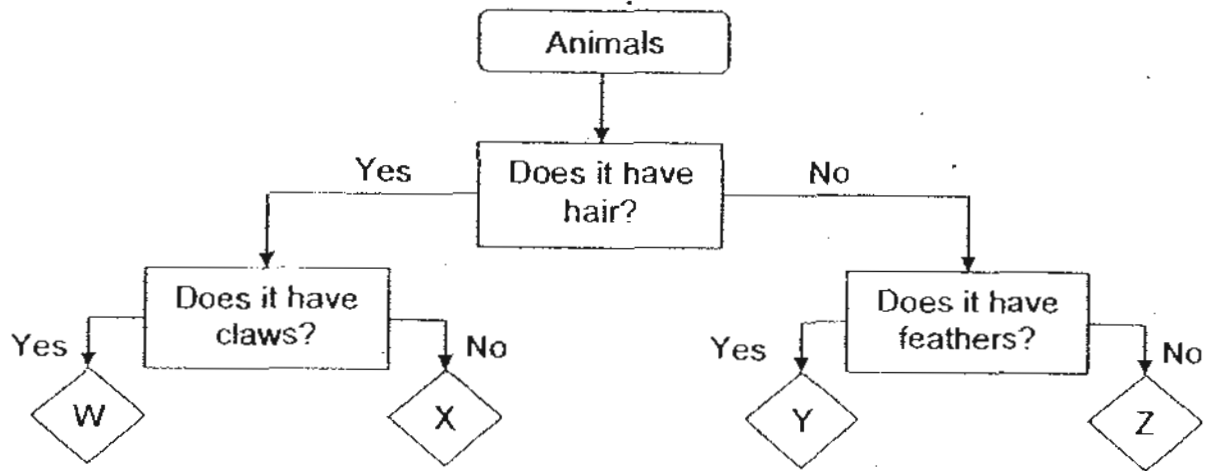 Animals
Yes
Does it have
hair?
No
Does it have
claws?
Yes
No
Does it have
feathers?
Yes
No
W
X
Y
Z